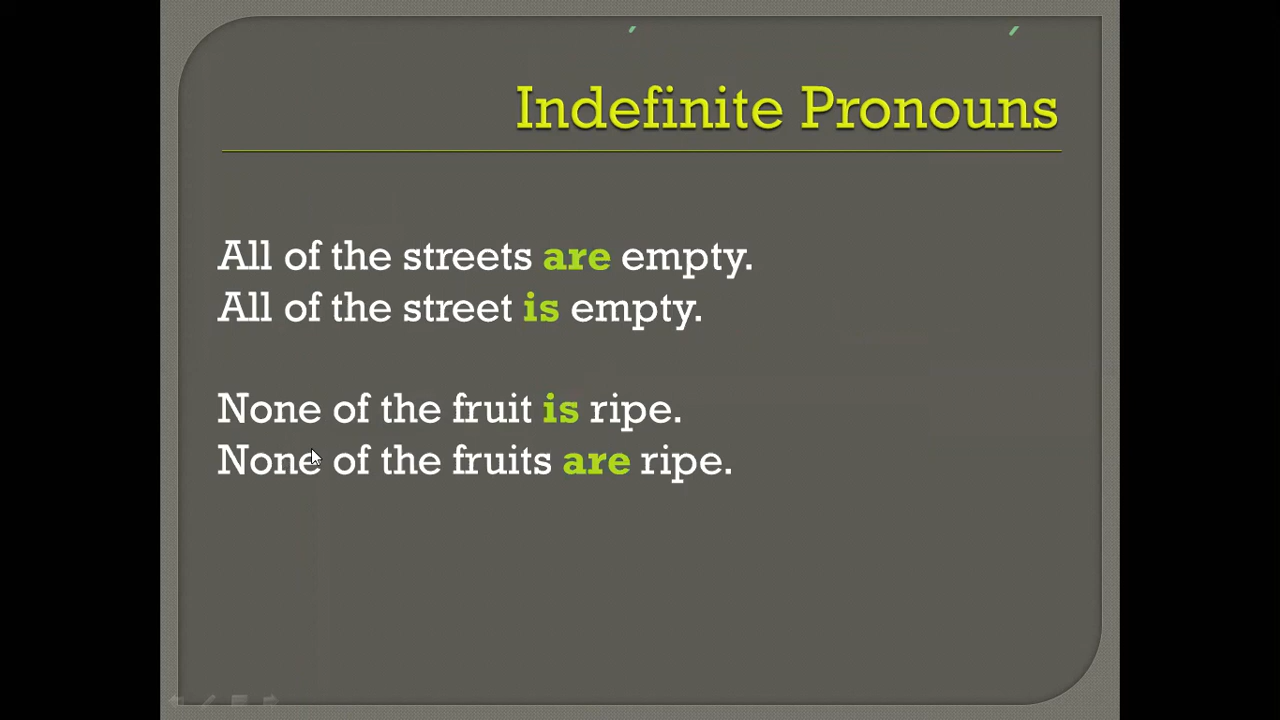 Indefinite Pronouns
All of the streets are empty.
All of the street is empty.
None of the fruit is ripe.
None of the fruits are ripe.